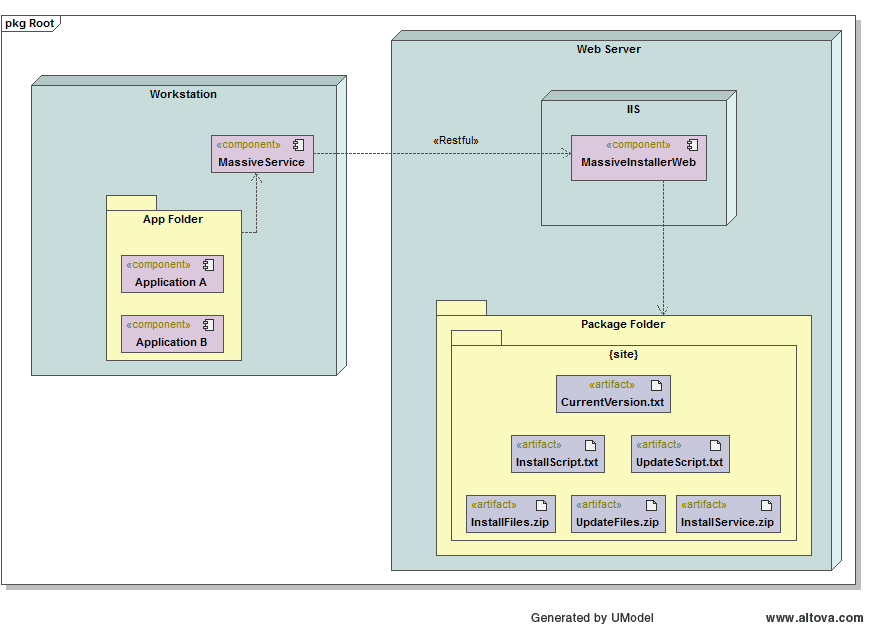 pkg Root
Web Server
Workstation
IIS
«component»
MassiveService
«Restful»
«component»
MassiveInstallerWeb
App Folder
«component»
Application A
«component»
Application B
Package Folder
{site}
«artifact»
CurrentVersion.txt
«artifact»
InstallScript.txt
«artifact»
UpdateScript.txt
«artifact»
InstallFiles.zip
«artifact»
UpdateFiles.zip
«artifact»
InstallService.zip
Generated by UModel
www.altova.com